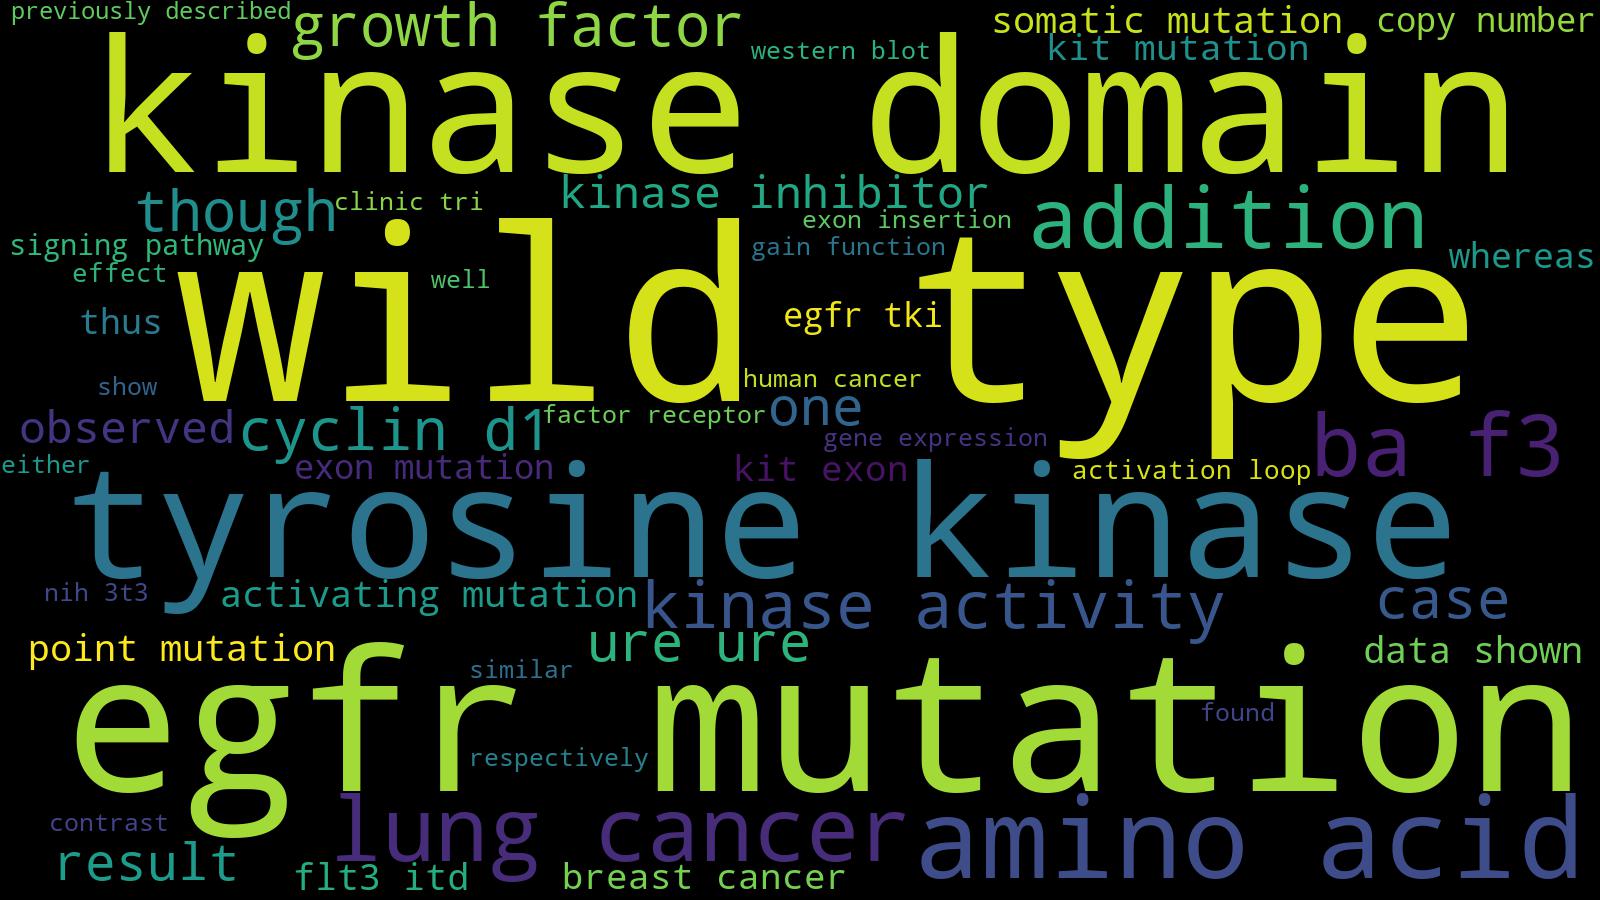 previously described
growth factor
somatic mutation
copy number
western blot
kit mutation
kinase domain
kinase inhibitor
though
clinic tri
exon insertion
addition
signing pathway
gain function
whereas
effect
well
wild type
thus
egfr tki
show
human cancer
observed
cyclin d1
factor receptor
one
gene expression
ba f3
either
exon mutation
kit exon
activation loop
tyrosine kinase
nih 3t3
activating mutation
kinase activity
case
point mutation
ure ure
data shown
similar
egfr mutation
found
respectively
contrast
lung cancer
amino acid
result
flt3 itd
breast cancer